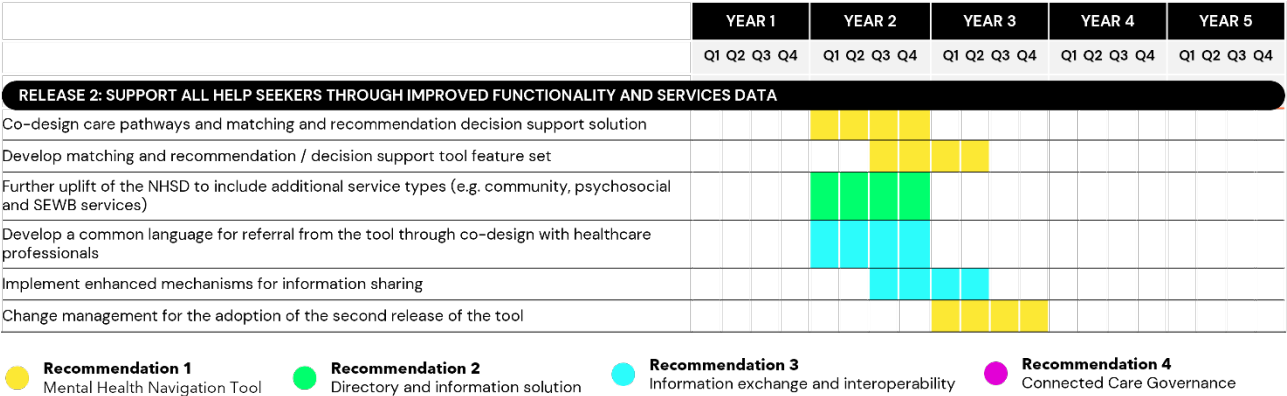 YEAR 1 YEAR 2 YEAR 3 YEAR 4 YEAR 5
Q1 Q2 Q3 Q4 Q1 Q2 Q3 Q4 Q1 Q2 Q3 Q4 Q1 Q2 Q3 Q4 Q1 Q2 Q3 Q4
RELEASE 2: SUPPORT ALL HELP SEEKERS THROUGH IMPROVED FUNCTIONALITY AND SERVICES DATA
Co-design care pathways and matching and recommendation decision support solution
Develop matching and recommendation / decision support tool feature set
Further uplift of the NHSD to include additional service types (e.g. community, psychosocial
and SEWB services)
Develop a common language for referral from the tool through co-design with healthcare
professionals
Implement enhanced mechanisms for information sharing
Change management for the adoption of the second release of the tool
Recommendation 1
Mental Health Navigation Tool
Recommendation 2
Directory and information solution
Recommendation 3
Information exchange and interoperability
Recommendation 4
Connected Care Governance